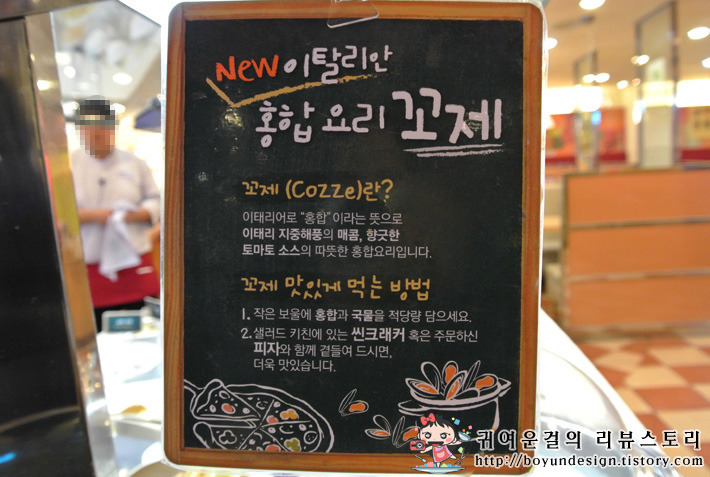 New 이탈리안
홍합 요리 꼬제
꼬제 (Cozze)란?
이태리어로 "홍합" 이라는 뜻으로
이태리 지중해풍의 매콤, 향긋한
토마토 소스의 따뜻한 홍합요리입니다.
꼬제 맛있게 먹는 방법
1. 작은 보울에 홍합과 국물을 적당량 담으세요.
2. 샐러드 키친에 있는 씬크래커 혹은 주문하신
피자와 함께 곁들여 드시면,
더욱 맛있습니다.
귀여운걸의 리뷰스토리
http://boyundesign.tistory.com